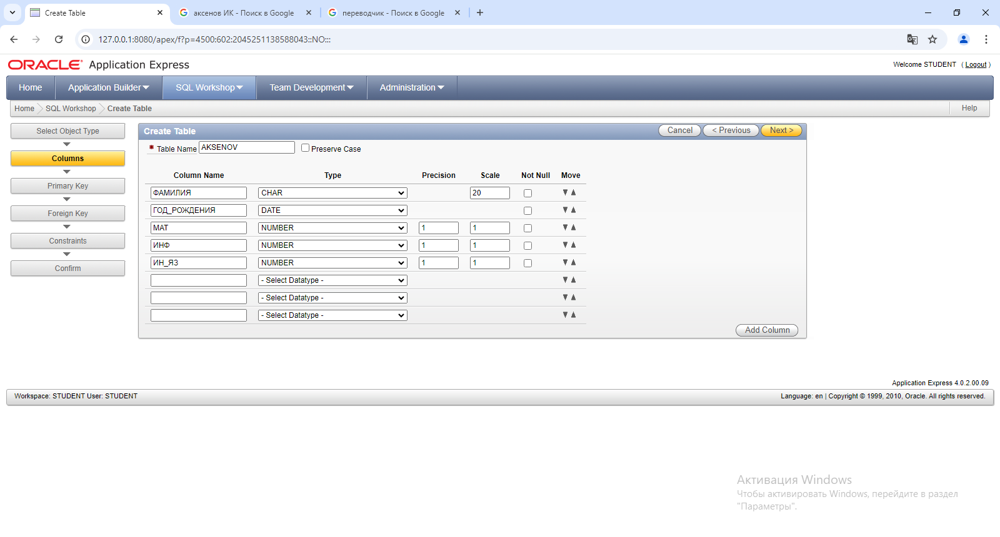 Create Table
аксенов ИК - Поиск в Google
переводчик - Поиск в Google
127.0.0.1:8080/apex/f?p=4500:602:2045251138588043::NO:::
ORACLE Application Express
Welcome STUDENT ( Logout )
Home Application Builder SQL Workshop Team Development Administration
Home SQL Workshop Create Table Help
Select Object Type
Columns
Primary Key
Foreign Key
Constraints
Confirm
Create Table Cancel < Previous Next >
* Table Name AKSENOV Preserve Case
Column Name Type Precision Scale Not Null Move
ФАМИЛИЯ CHAR 20
ГОД_РОЖДЕНИЯ DATE
МАТ NUMBER 1 1
ИНФ NUMBER 1 1
ИН_ЯЗ NUMBER 1 1
- Select Datatype -
- Select Datatype -
- Select Datatype -
Add Column
Application Express 4.0.2.00.09
Workspace: STUDENT User: STUDENT
Language: en | Copyright © 1999, 2010, Oracle. All rights reserved.
Активация Windows
Чтобы активировать Windows, перейдите в раздел
"Параметры".